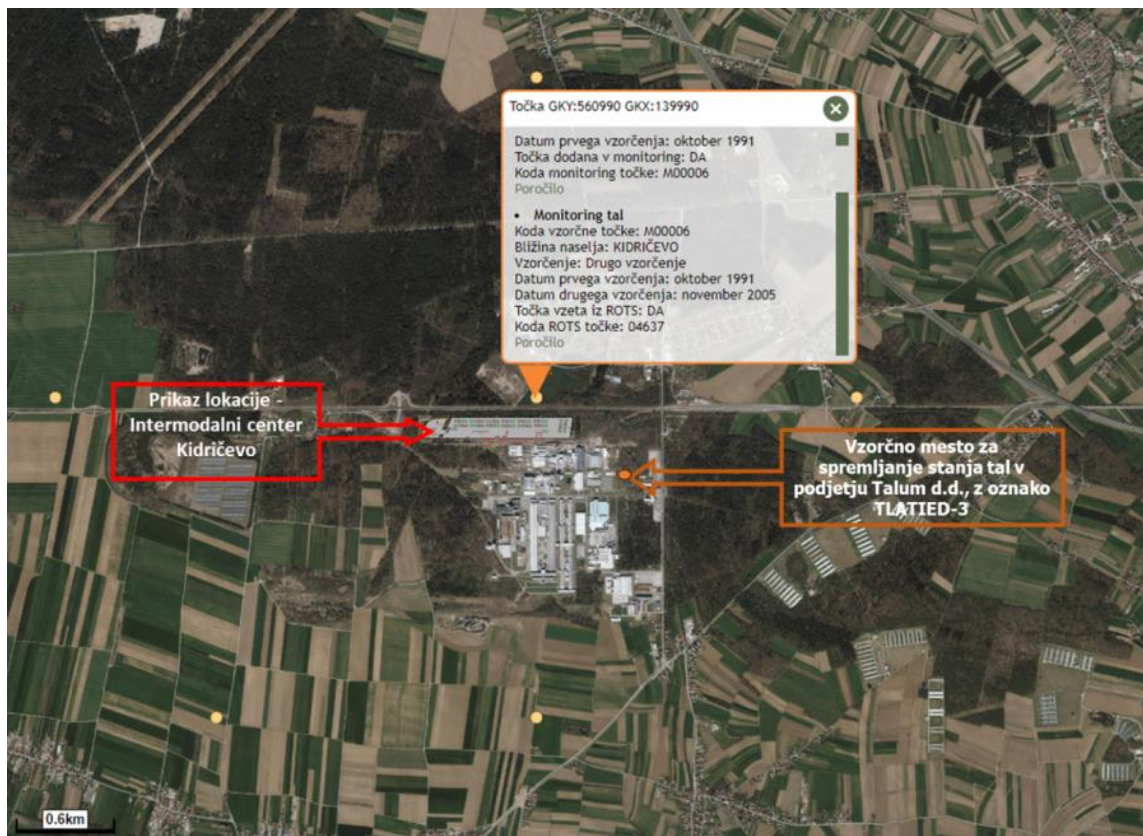 Točka GKY:560990 GKX:139990
Datum prvega vzorčenja: oktober 1991
Točka dodana v monitoring: DA
Koda monitoring točke: M00006
Poročilo
• Monitoring tal
Koda vzorčne točke: M00006
Bližina naselja: KIDRIČEVO
Vzorčenje: Drugo vzorčenje
Datum prvega vzorčenja: oktober 1991
Datum drugega vzorčenja: november 2005
Točka vzeta iz ROTS: DA
Koda ROTS točke: 04637
Poročilo
Prikaz lokacije -
Intermodalni center
Kidričevo
Vzorčno mesto za
spremljanje stanja tal v
podjetju Talum d.d., z oznako
TLATIED-3
0.6km